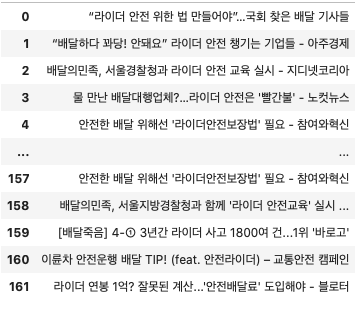 0 “라이더 안전 위한 법 만들어야”...국회 찾은 배달 기사들
1 “배달하다 꽈당! 안돼요” 라이더 안전 챙기는 기업들 - 아주경제
2 배달의민족, 서울경찰청과 라이더 안전 교육 실시 - 지디넷코리아
3 물 만난 배달대행업체?...라이더 안전은 '빨간불' - 노컷뉴스
4 안전한 배달 위해선 '라이더안전보장법' 필요 - 참여와혁신
... ...
157 안전한 배달 위해선 '라이더안전보장법' 필요 - 참여와혁신
158 배달의민족, 서울지방경찰청과 함께 '라이더 안전교육' 실시 ...
159 [배달죽음] 4-① 3년간 라이더 사고 1800여 건...1위 '바로고'
160 이륜차 안전운행 배달 TIP! (feat. 안전라이더) – 교통안전 캠페인
161 라이더 연봉 1억? 잘못된 계산...'안전배달료' 도입해야 - 블로터